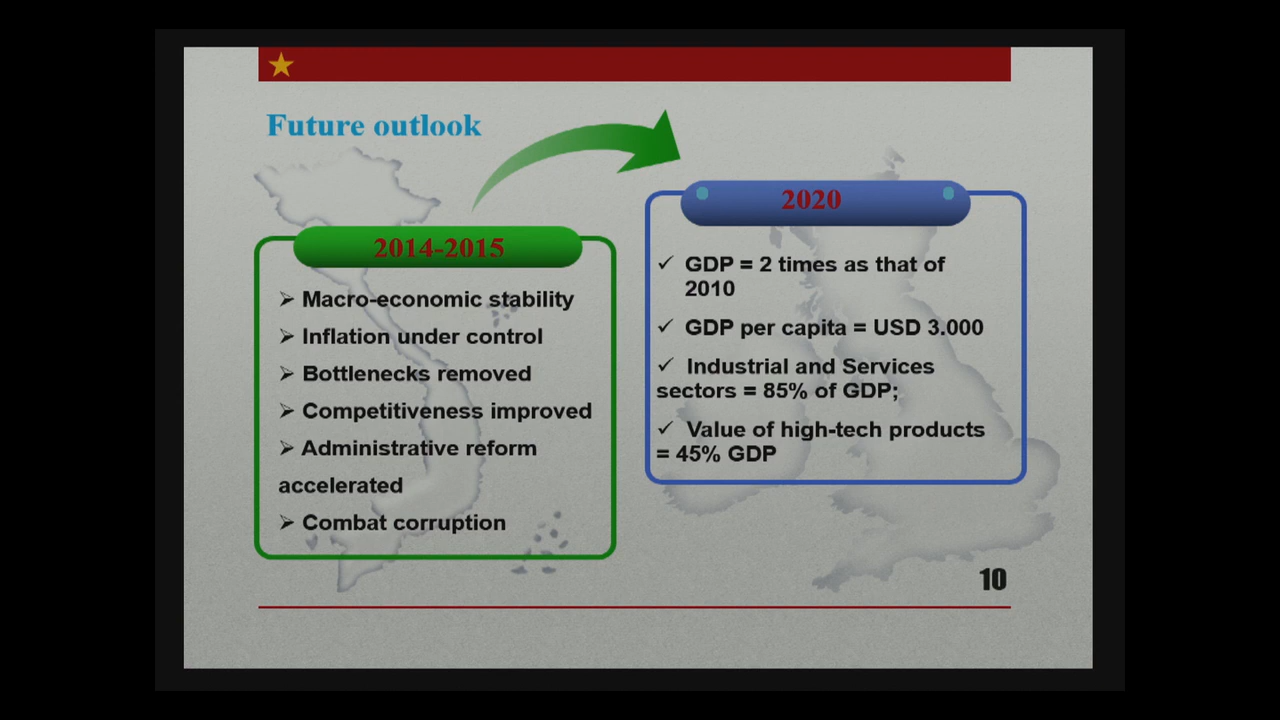 Future outlook
2014-2015
➢ Macro-economic stability
➢ Inflation under control
➢ Bottlenecks removed
➢ Competitiveness improved
➢ Administrative reform
accelerated
➢ Combat corruption
2020
✓ GDP = 2 times as that of
2010
✓ GDP per capita = USD 3.000
✓ Industrial and Services
sectors = 85% of GDP;
✓ Value of high-tech products
= 45% GDP
10